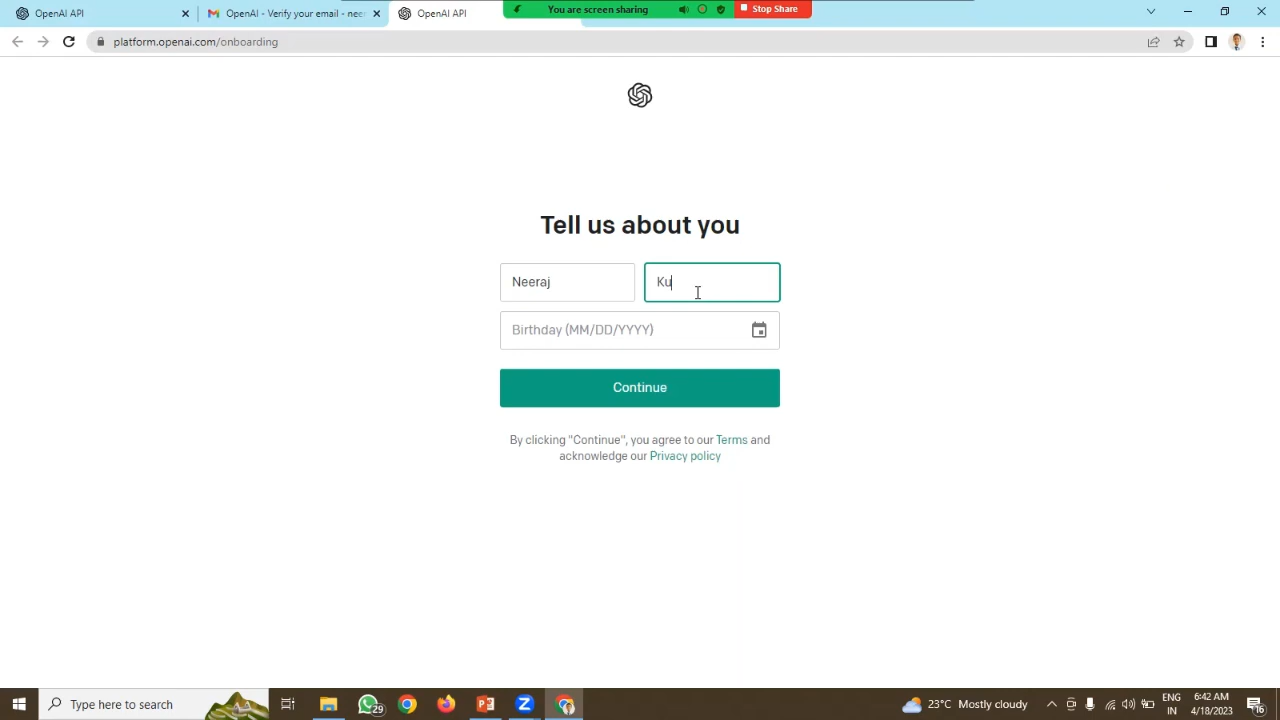 OpenAI API
OpenAI - Verify your email - nee
OpenAI API
You are screen sharing
Stop Share
platform.openai.com/onboarding
Tell us about you
Neeraj
Ku
Birthday (MM/DD/YYYY)
Continue
By clicking "Continue", you agree to our Terms and
acknowledge our Privacy policy
Type here to search
29
23°C Mostly cloudy
ENG
IN
6:42 AM
4/18/2023
16